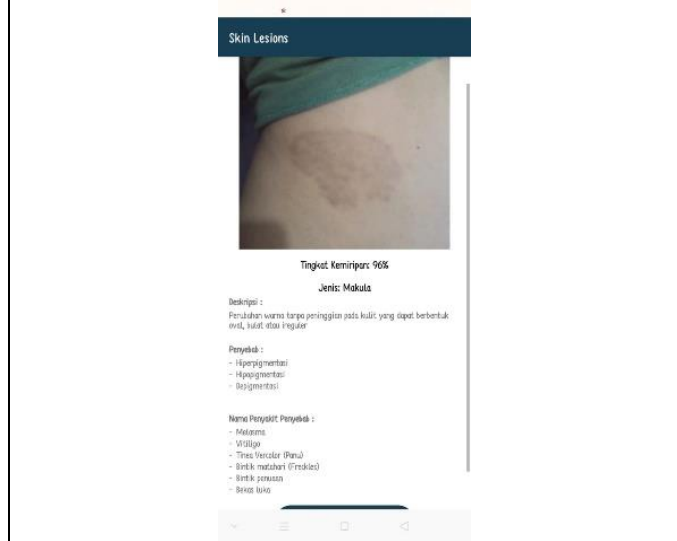 Skin Lesions
Tingkat Kemiripan: 96%
Jenis: Makula
Deskripsi :
Perubahan warna tanpa peninggian pada kulit yang dapat berbentuk
oval, bulat atau ireguler
Penyebab :
- Hiperpigmentasi
- Hipopigmentasi
- Depigmentasi
Nama Penyakit Penyebab :
- Melasma
- Vitiligo
- Tinea Vercolor (Panu)
- Bintik matahari (Freckles)
- Bintik penuaan
- Bekas luka